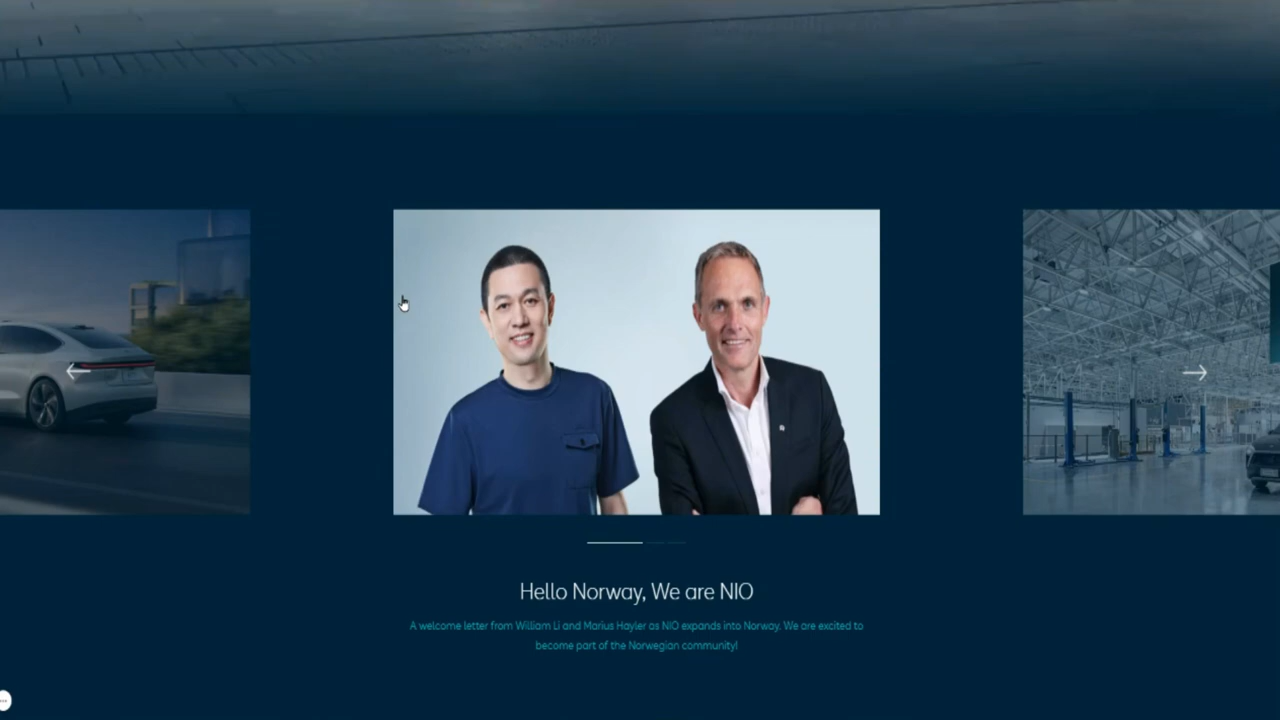 Hello Norway, We are NIO
A welcome letter from William Li and Marius Hayler as NIO expands into Norway. We are excited to
become part of the Norwegian community!